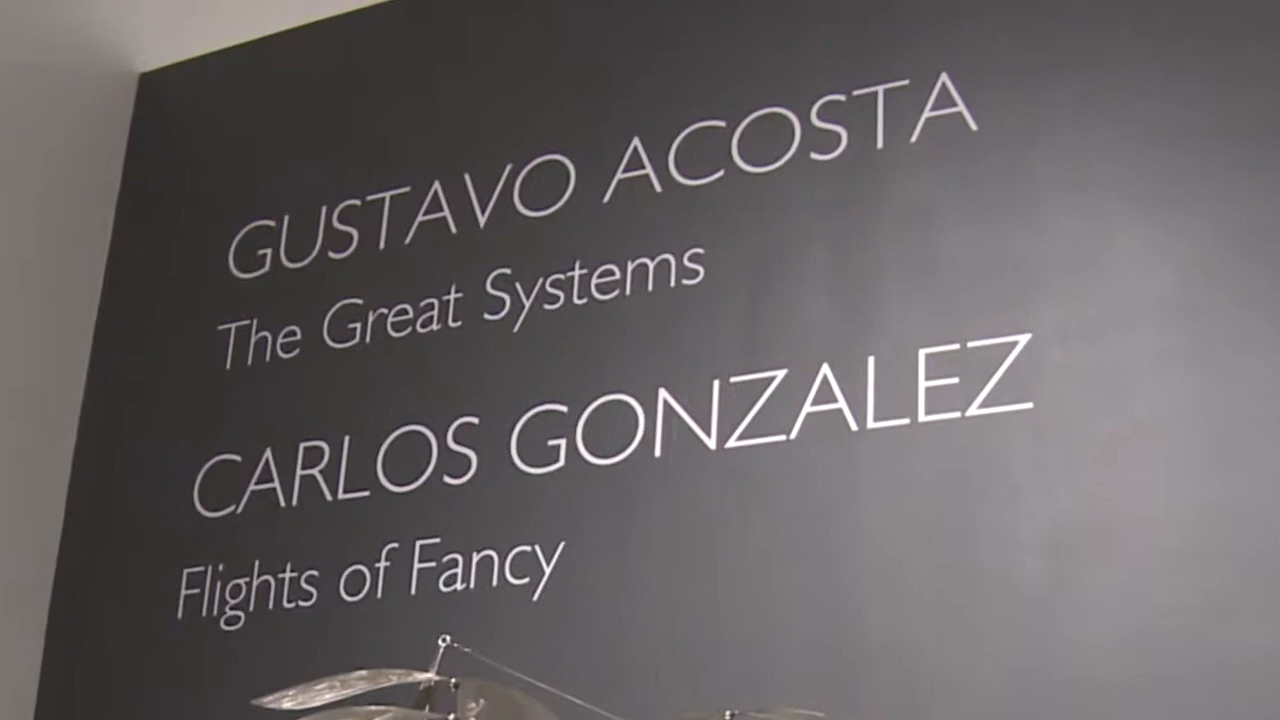 GUSTAVO ACOSTA
The Great Systems
CARLOS GONZALEZ
Flights of Fancy